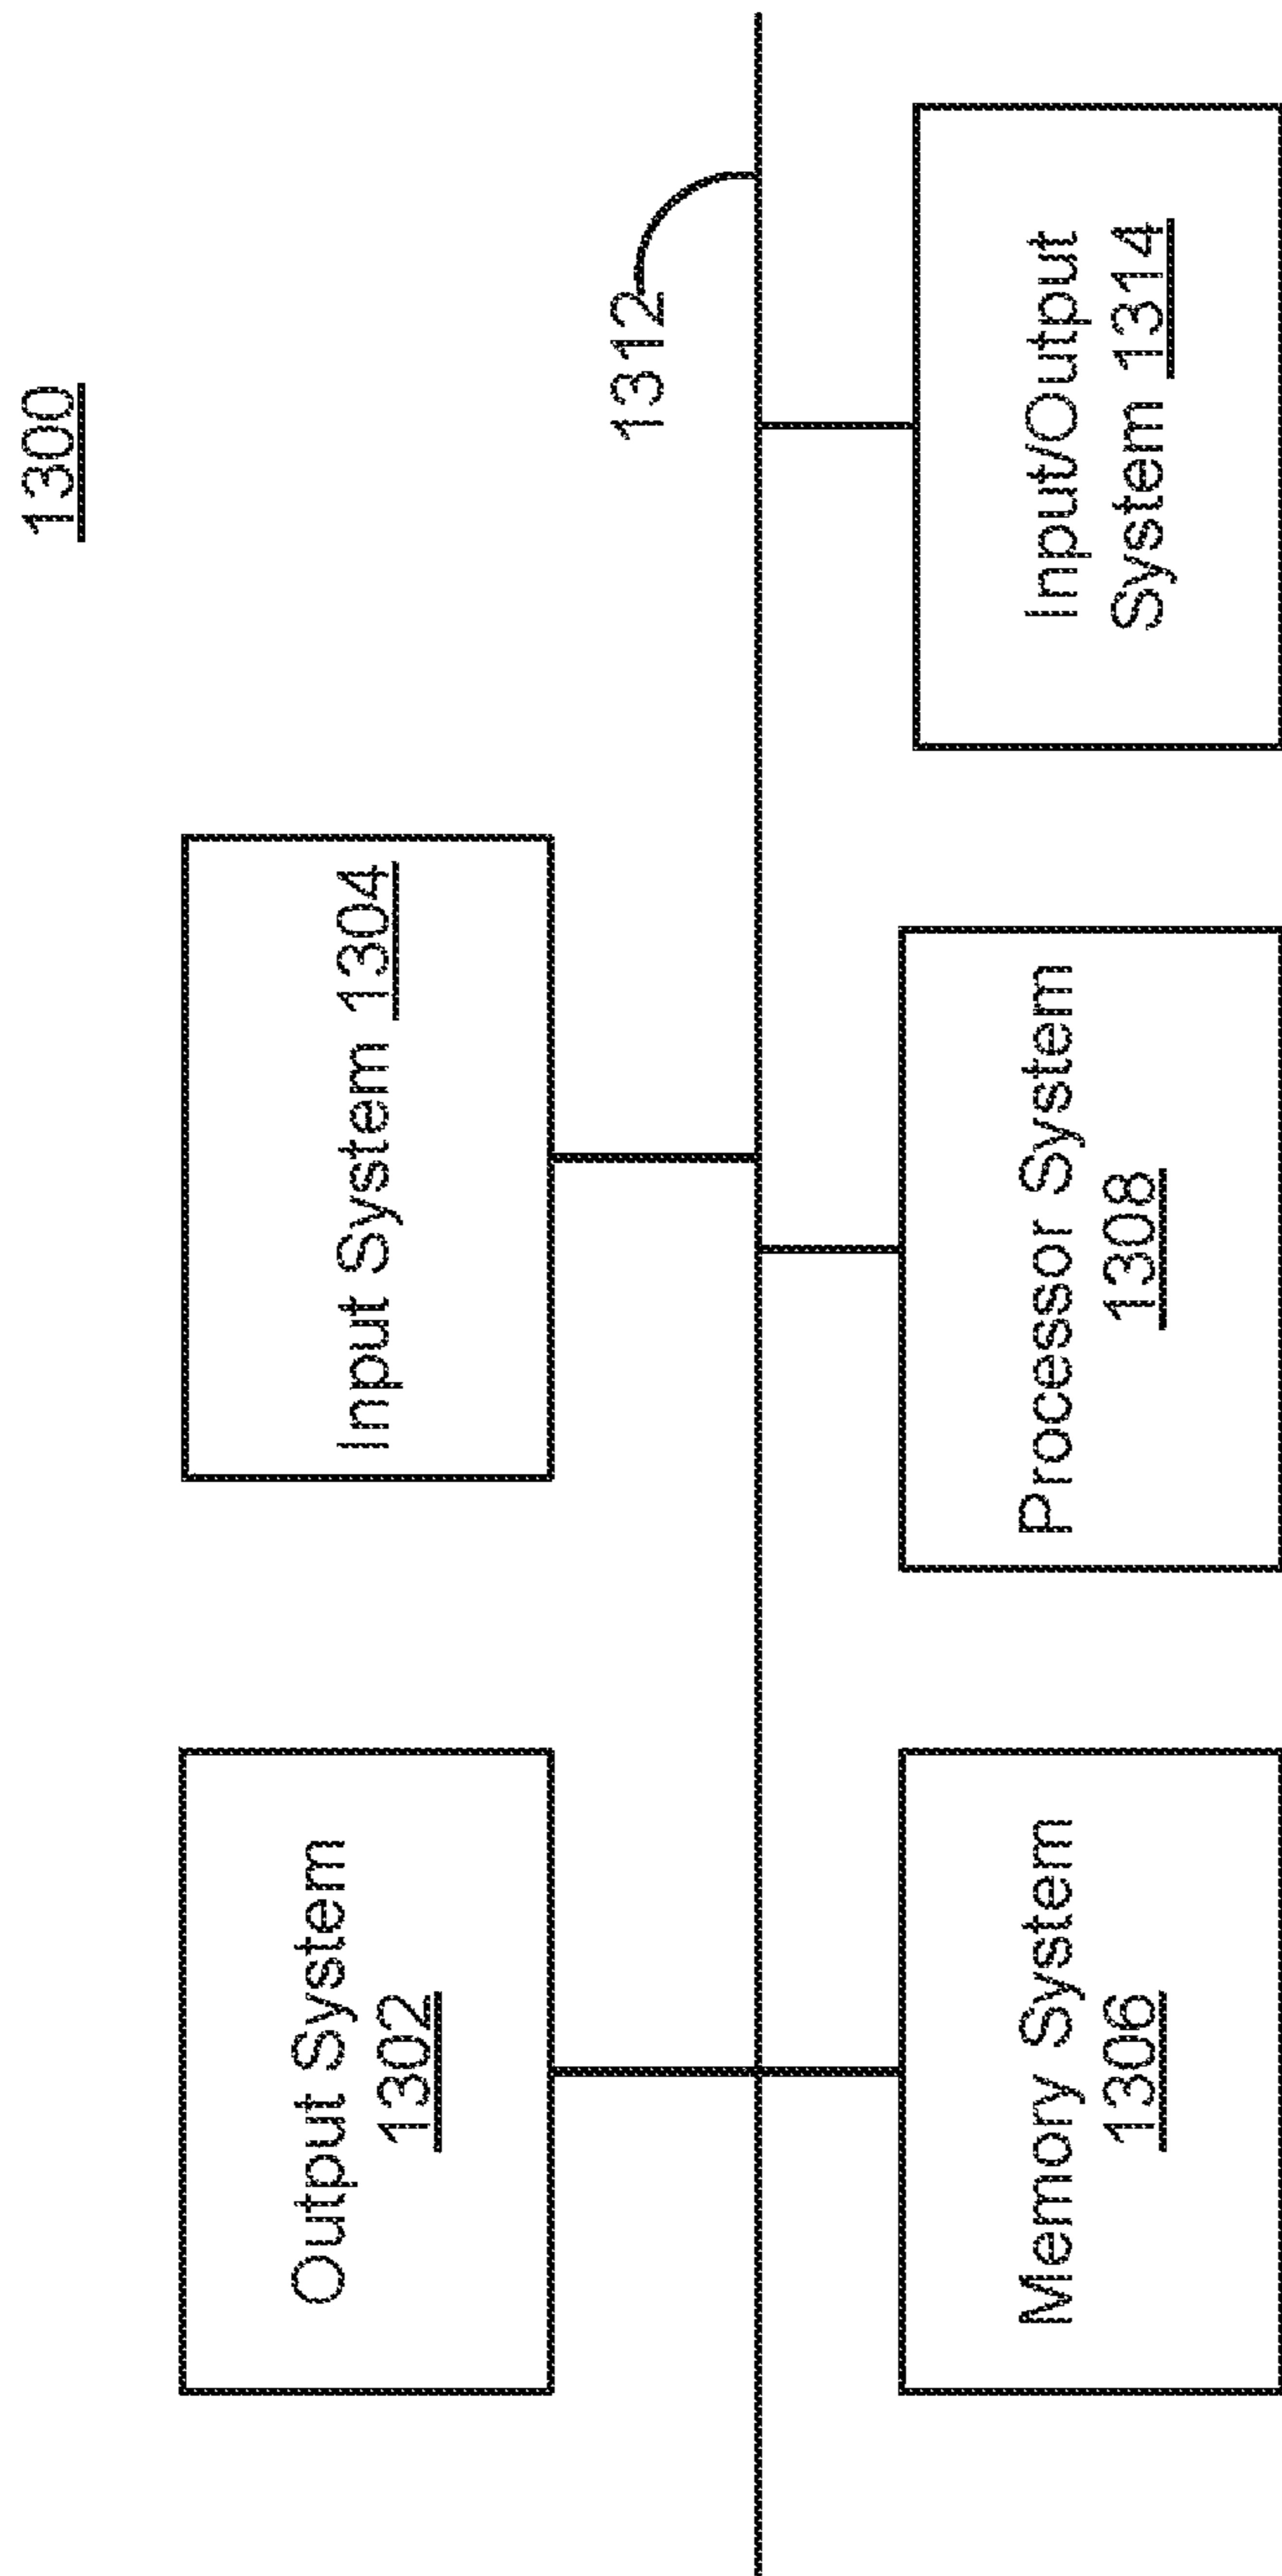 1300
Output System
1302
Input System 1304
1312
Memory System
1306
Processor System
1308
Input/Output
System 1314